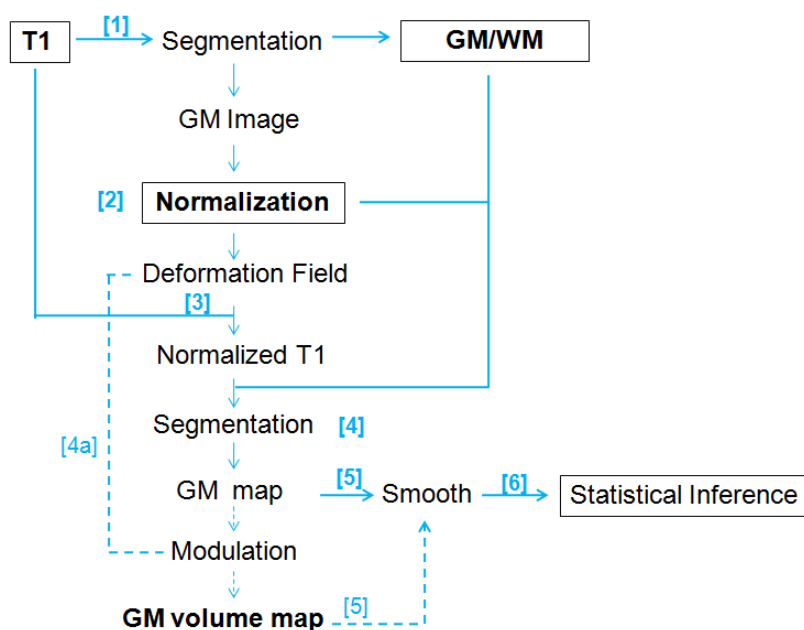 [1]
T1
Segmentation
GM/WM
GM Image
[2]
Normalization
Deformation Field
[3]
Normalized T1
Segmentation
[4]
[4a]
GM map
[5]
Smooth
[6]
Statistical Inference
Modulation
GM volume map
[5]